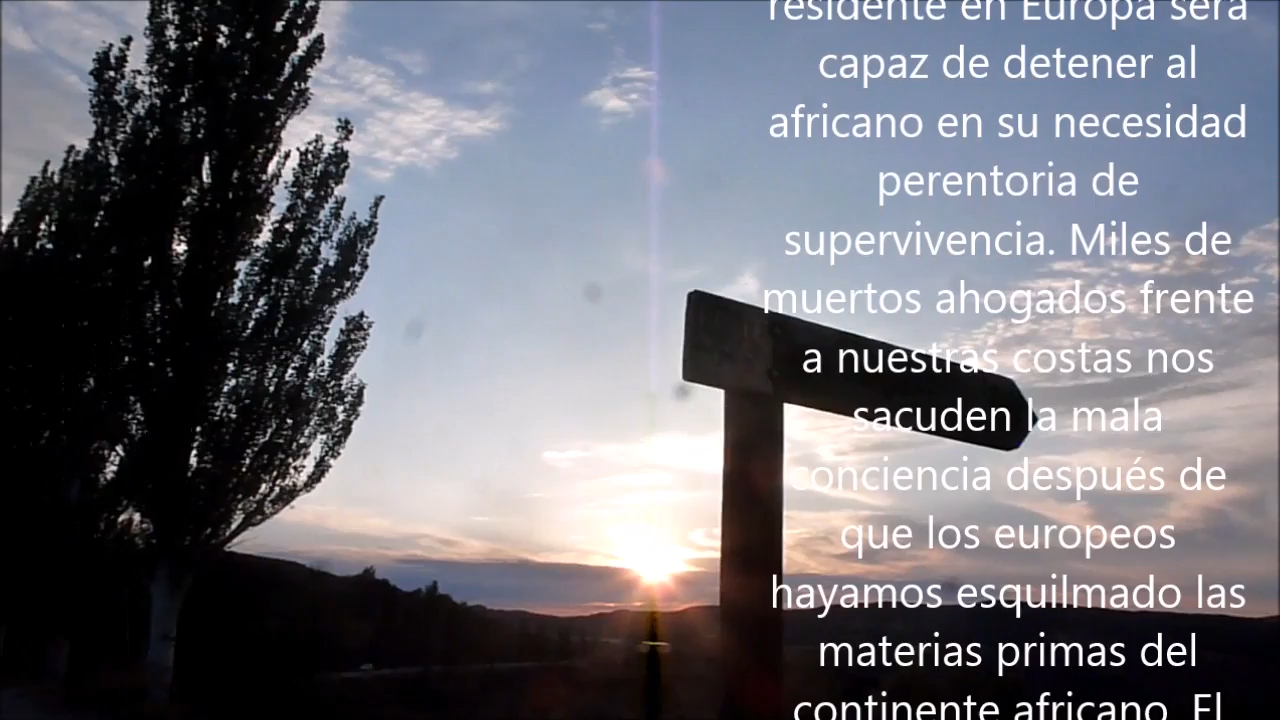 residente en Europa será
capaz de detener al
africano en su necesidad
perentoria de
supervivencia. Miles de
muertos ahogados frente
a nuestras costas nos
sacuden la mala
conciencia después de
que los europeos
hayamos esquilmado las
materias primas del
continente africano. El